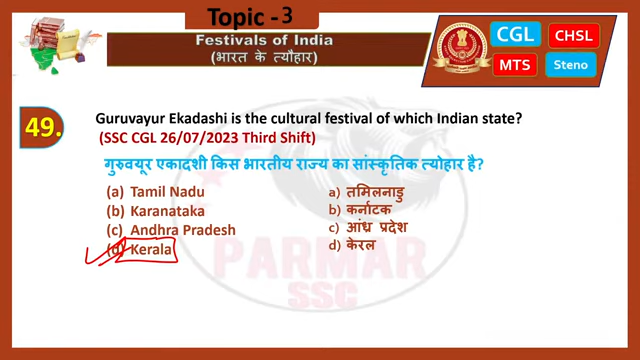 Topic -3
Festivals of India
(भारत के त्यौहार)
CGL
CHSL
MTS
Steno
49.
Guruvayur Ekadashi is the cultural festival of which Indian state?
(SSC CGL 26/07/2023 Third Shift)
गुरुवयूर एकादशी किस भारतीय राज्य का सांस्कृतिक त्योहार है?
(a) Tamil Nadu
(b) Karanataka
(c) Andhra Pradesh
(d) Kerala
a) तमिलनाडु
b) कर्नाटक
c) आंध्र प्रदेश
d) केरल
PARMAR
SSC